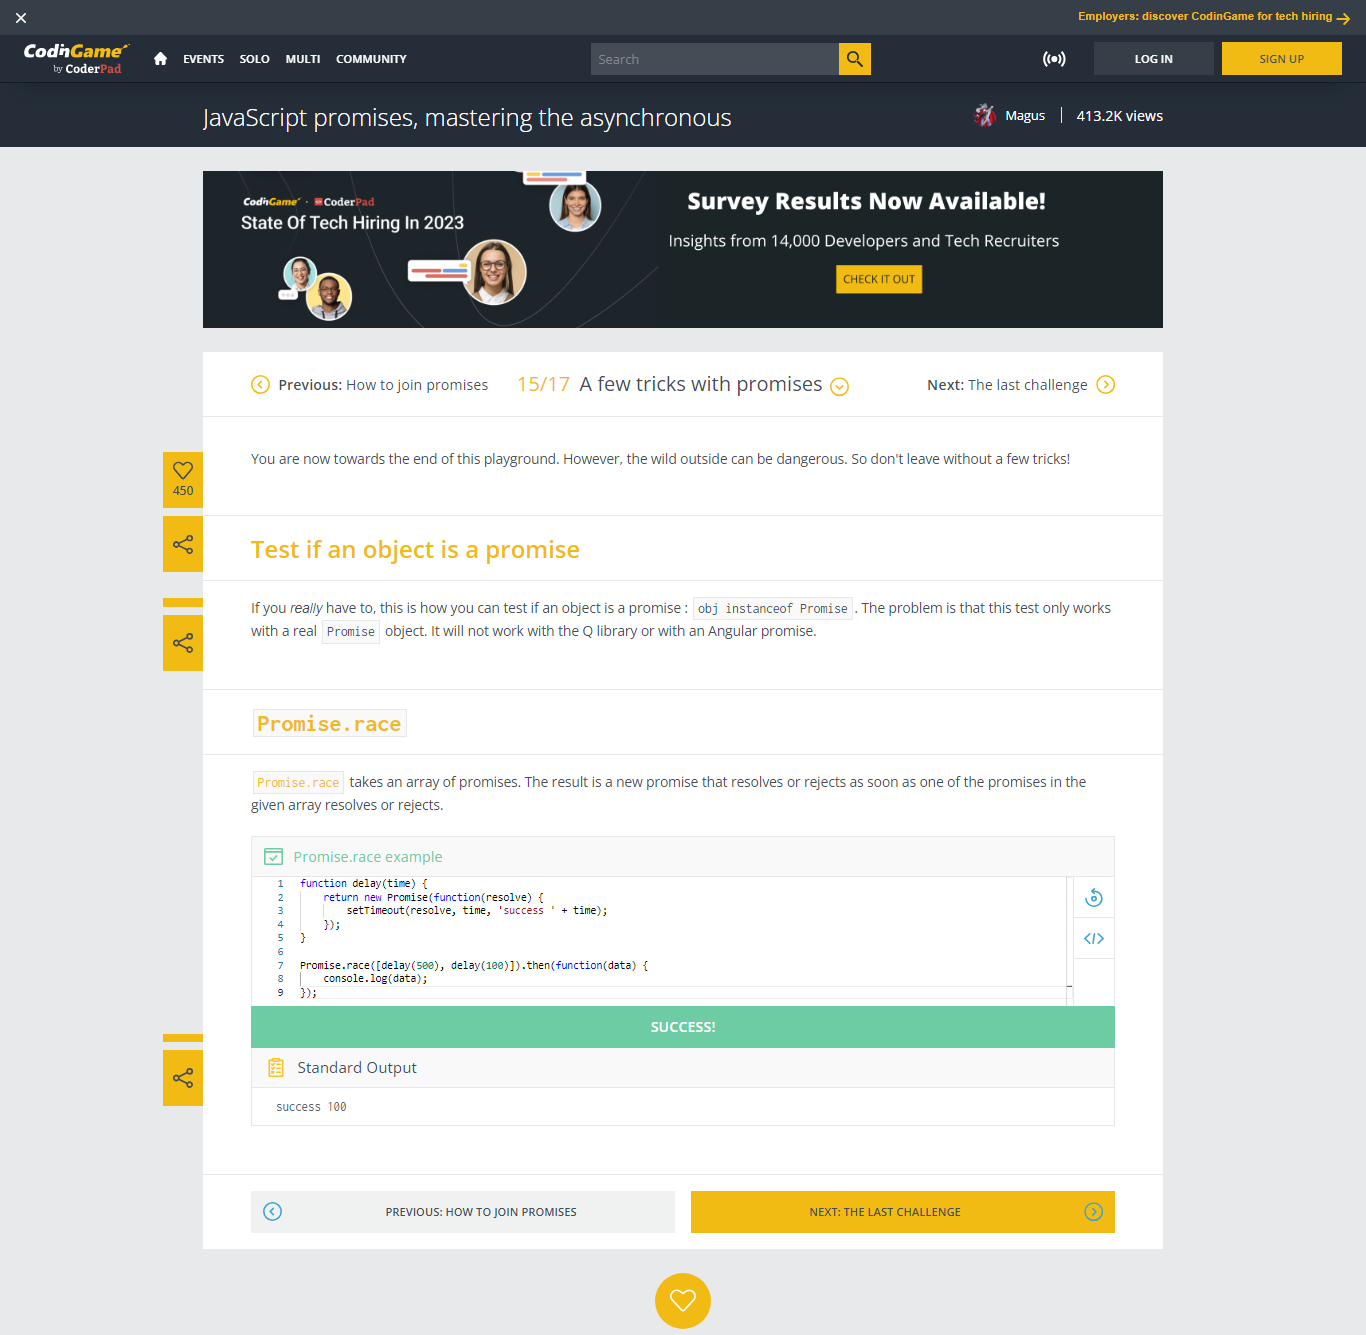 Employers: discover CodinGame for tech hiring
CodinGame
by CoderPad
EVENTS SOLO MULTI COMMUNITY
Search
LOG IN
SIGN UP
JavaScript promises, mastering the asynchronous
Magus
413.2K views
CodinGame · CoderPad
State Of Tech Hiring In 2023
Survey Results Now Available!
Insights from 14,000 Developers and Tech Recruiters
CHECK IT OUT
Previous: How to join promises
15/17 A few tricks with promises
Next: The last challenge
450
You are now towards the end of this playground. However, the wild outside can be dangerous. So don't leave without a few tricks!
Test if an object is a promise
If you really have to, this is how you can test if an object is a promise : obj instanceof Promise . The problem is that this test only works
with a real Promise object. It will not work with the Q library or with an Angular promise.
Promise.race
Promise.race takes an array of promises. The result is a new promise that resolves or rejects as soon as one of the promises in the
given array resolves or rejects.
Promise.race example
1 function delay(time) {
2 return new Promise(function(resolve) {
3 setTimeout(resolve, time, 'success ' + time);
4 });
5 }
6
7 Promise.race([delay(500), delay(100)]).then(function(data) {
8 console.log(data);
9 });
SUCCESS!
Standard Output
success 100
PREVIOUS: HOW TO JOIN PROMISES
NEXT: THE LAST CHALLENGE